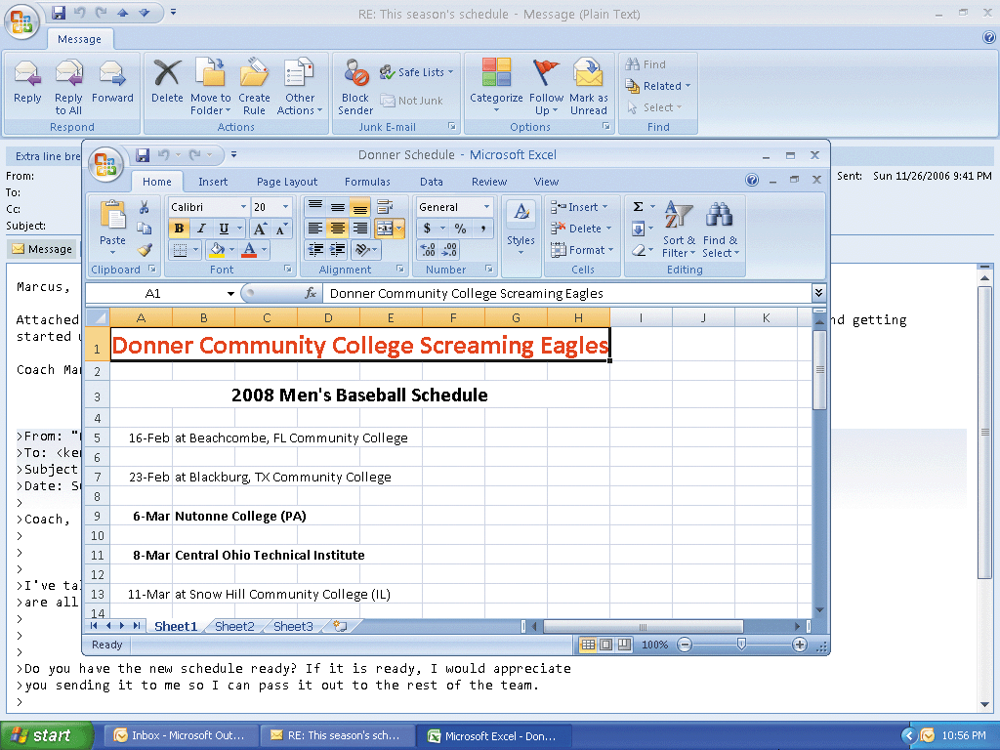 RE: This season's schedule - Message (Plain Text)
Message
Reply
Reply to All
Forward
Respond
Delete
Move to Folder
Create Rule
Other Actions
Actions
Block Sender
Safe Lists
Not Junk
Junk E-mail
Categorize
Follow Up
Mark as Unread
Options
Find
Related
Select
Find
Extra line bre
From:
To:
Cc:
Subject:
Sent: Sun 11/26/2006 9:41 PM
Message
Marcus,
Attached
nd getting
started
Coach Mar
>From: "
>To: <ke
>Subject
>Date: S
>
>Coach,
>
>
>
>I've ta
>are all
>
>
>
>Do you have the new schedule ready? If it is ready, I would appreciate
>you sending it to me so I can pass it out to the rest of the team.
>
Donner Schedule - Microsoft Excel
Home Insert Page Layout Formulas Data Review View
Paste
Clipboard
Calibri 20
B I U A A
A
Font
Alignment
General
$ % ,
.00 .0
Number
A
Styles
Insert
Delete
Format
Cells
Σ
Sort & Filter
Find & Select
Editing
A1
fx
Donner Community College Screaming Eagles
A B C D E F G H I J K
1 Donner Community College Screaming Eagles
2
3 2008 Men's Baseball Schedule
4
5 16-Feb at Beachcombe, FL Community College
6
7 23-Feb at Blackburg, TX Community College
8
9 6-Mar Nutonne College (PA)
10
11 8-Mar Central Ohio Technical Institute
12
13 11-Mar at Snow Hill Community College (IL)
14
Sheet1 Sheet2 Sheet3
Ready
100%
start
Inbox - Microsoft Out...
RE: This season's sch...
Microsoft Excel - Don...
10:56 PM